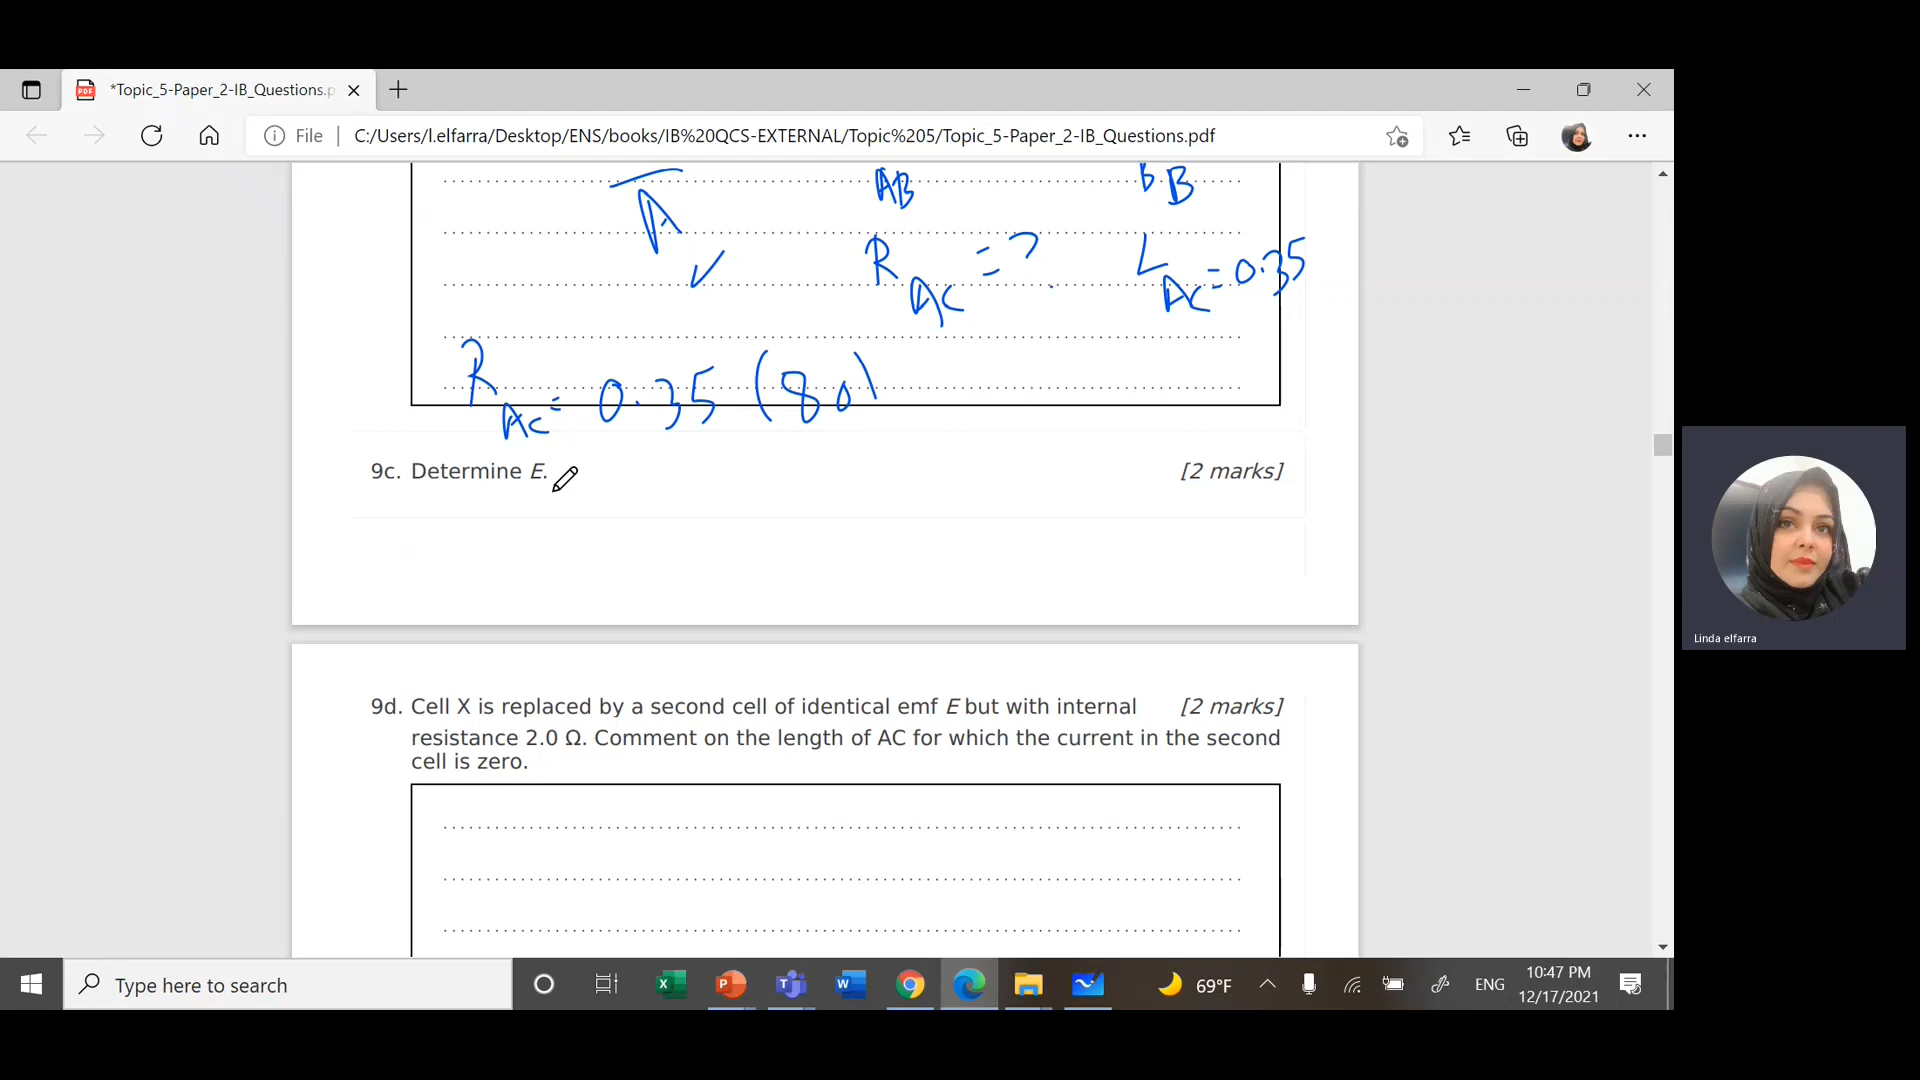 *Topic_5-Paper_2-IB_Questions.p
File
C:/Users/l.elfarra/Desktop/ENS/books/IB%20QCS-EXTERNAL/Topic%205/Topic_5-Paper_2-IB_Questions.pdf
A AB B
R AC = ? L AC = 0.35
R AC = 0.35 (80)
9c. Determine E. [2 marks]
9d. Cell X is replaced by a second cell of identical emf E but with internal [2 marks]
resistance 2.0 Ω. Comment on the length of AC for which the current in the second
cell is zero.
Linda elfarra
Type here to search
69°F
ENG
10:47 PM
12/17/2021